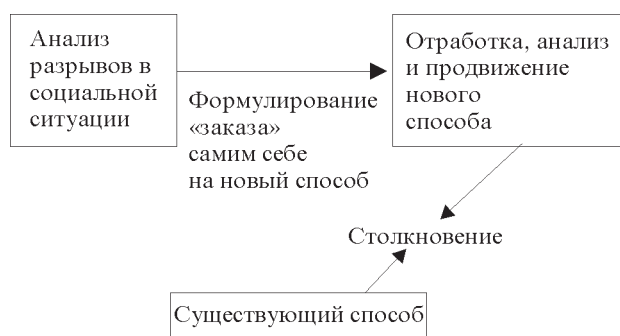 Анализ
разрывов в
социальной
ситуации
Формулирование
«заказа»
самим себе
на новый способ
Отработка, анализ
и продвижение
нового
способа
Столкновение
Существующий способ